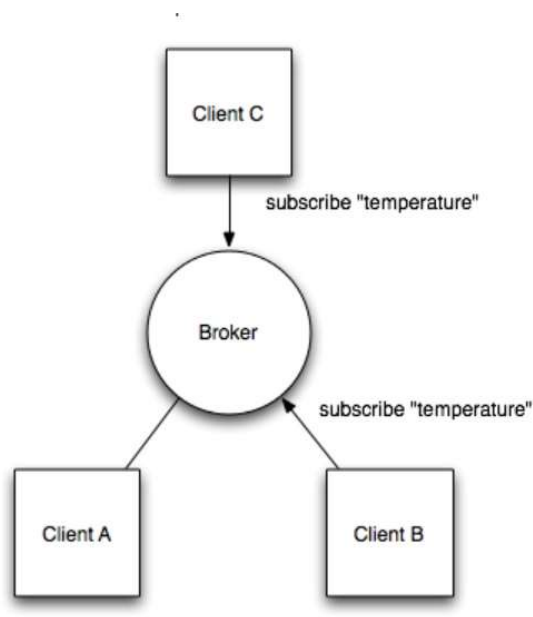 Client C
subscribe "temperature"
Broker
subscribe "temperature"
Client A
Client B